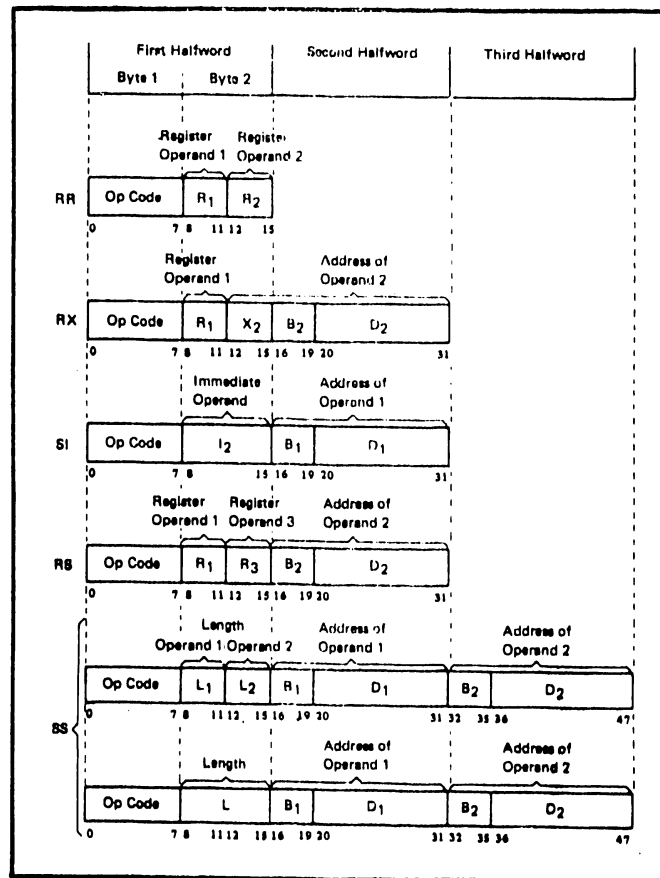 First Halfword Second Halfword Third Halfword
Byte 1 Byte 2
Register Register
Operand 1 Operand 2
RR Op Code R1 R2
0 7 8 11 12 15
Register Address of
Operand 1 Operand 2
RX Op Code R1 X2 B2 D2
0 7 8 11 12 15 16 19 20 31
Immediate Address of
Operand Operand 1
SI Op Code I2 B1 D1
0 7 8 15 16 19 20 31
Register Register Address of
Operand 1 Operand 3 Operand 2
RS Op Code R1 R3 B2 D2
0 7 8 11 12 15 16 19 20 31
Length Address of Address of
Operand 1 Operand 2 Operand 1 Operand 2
Op Code L1 L2 B1 D1 B2 D2
0 7 8 11 12 15 16 19 20 31 32 35 36 47
SS
Length Address of Address of
Operand 1 Operand 2
Op Code L B1 D1 B2 D2
0 7 8 11 12 15 16 19 20 31 32 35 36 47